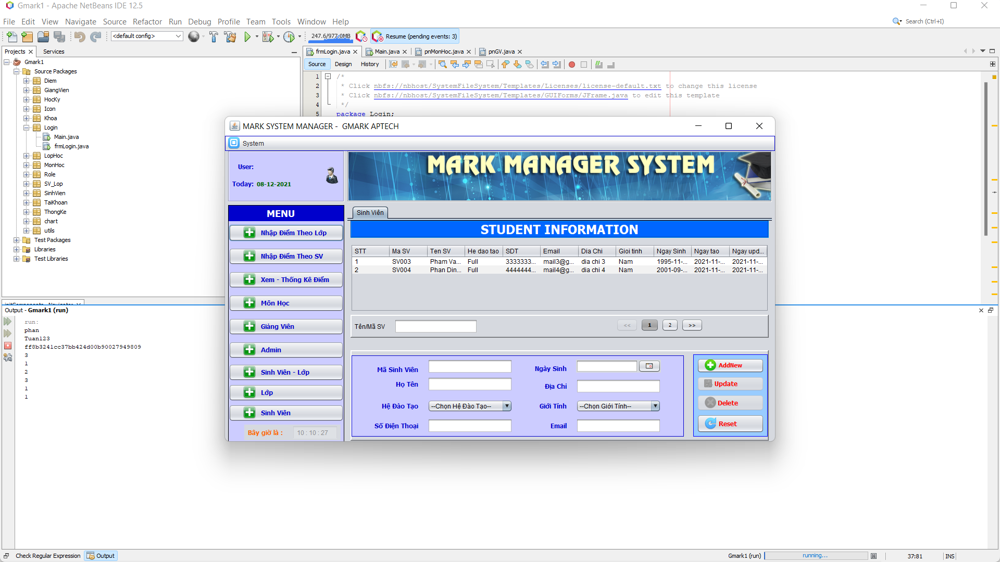 Gmark1 - Apache NetBeans IDE 12.5
File Edit View Navigate Source Refactor Run Debug Profile Team Tools Window Help
Search (Ctrl+I)
<default config>
247.6/977.0MB
Resume (pending events: 3)
Projects
Services
frmLogin.java
Main.java
pnMonHoc.java
pnGV.java
Source Design History
Gmark1
Source Packages
Diem
GiangVien
HocKy
Icon
Khoa
Login
Main.java
frmLogin.java
LopHoc
MonHoc
Role
SV_Lop
SinhVien
TaiKhoan
ThongKe
chart
utils
Test Packages
Libraries
Test Libraries
1 /*
2 * Click nbfs://nbhost/SystemFileSystem/Templates/Licenses/license-default.txt to change this license
3 * Click nbfs://nbhost/SystemFileSystem/Templates/GUIForms/JFrame.java to edit this template
4 */
5 package Login;
MARK SYSTEM MANAGER - GMARK APTECH
System
User:
Today: 08-12-2021
MARK MANAGER SYSTEM
MENU
Nhập Điểm Theo Lớp
Nhập Điểm Theo SV
Xem - Thống Kê Điểm
Môn Học
Giảng Viên
Admin
Sinh Viên - Lớp
Lớp
Sinh Viên
Bây giờ là :
10 : 10 : 27
Sinh Viên
STUDENT INFORMATION
STT Ma SV Ten SV He dao tao SDT Email Dia Chi Gioi tinh Ngay Sinh Ngay tao Ngay upd...
1 SV003 Pham Va... Full 3333333... mail3@g... dia chi 3 Nam 1995-11-... 2021-11-... 2021-11-...
2 SV004 Phan Din... Full 4444444... mail4@g... dia chi 4 Nam 2001-09-... 2021-11-... 2021-11-...
Tên/Mã SV
<< 1 2 >>
Mã Sinh Viên
Ngày Sinh
Họ Tên
Địa Chi
Hệ Đào Tạo
--Chọn Hệ Đào Tạo--
Giới Tính
--Chọn Giới Tính--
Số Điện Thoại
Email
AddNew
Update
Delete
Reset
initComponents - Navigator
Output - Gmark1 (run)
run:
phan
Tuan123
ff8b3241cc37bb424d00b90027949809
3
1
2
3
1
1
Check Regular Expression
Output
Gmark1 (run)
running...
37:81
INS